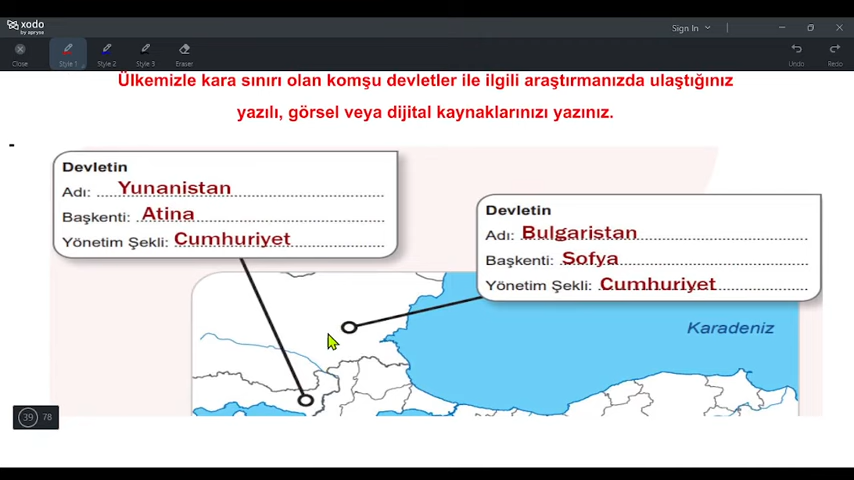 xodo
by apryse
Sign In
Close
Style 1
Style 2
Style 3
Eraser
Undo
Redo
Ülkemizle kara sınırı olan komşu devletler ile ilgili araştırmanızda ulaştığınız
yazılı, görsel veya dijital kaynaklarınızı yazınız.
-
Devletin
Adı: Yunanistan
Başkenti: Atina
Yönetim Şekli: Cumhuriyet
Devletin
Adı: Bulgaristan
Başkenti: Sofya
Yönetim Şekli: Cumhuriyet
Karadeniz
39 78